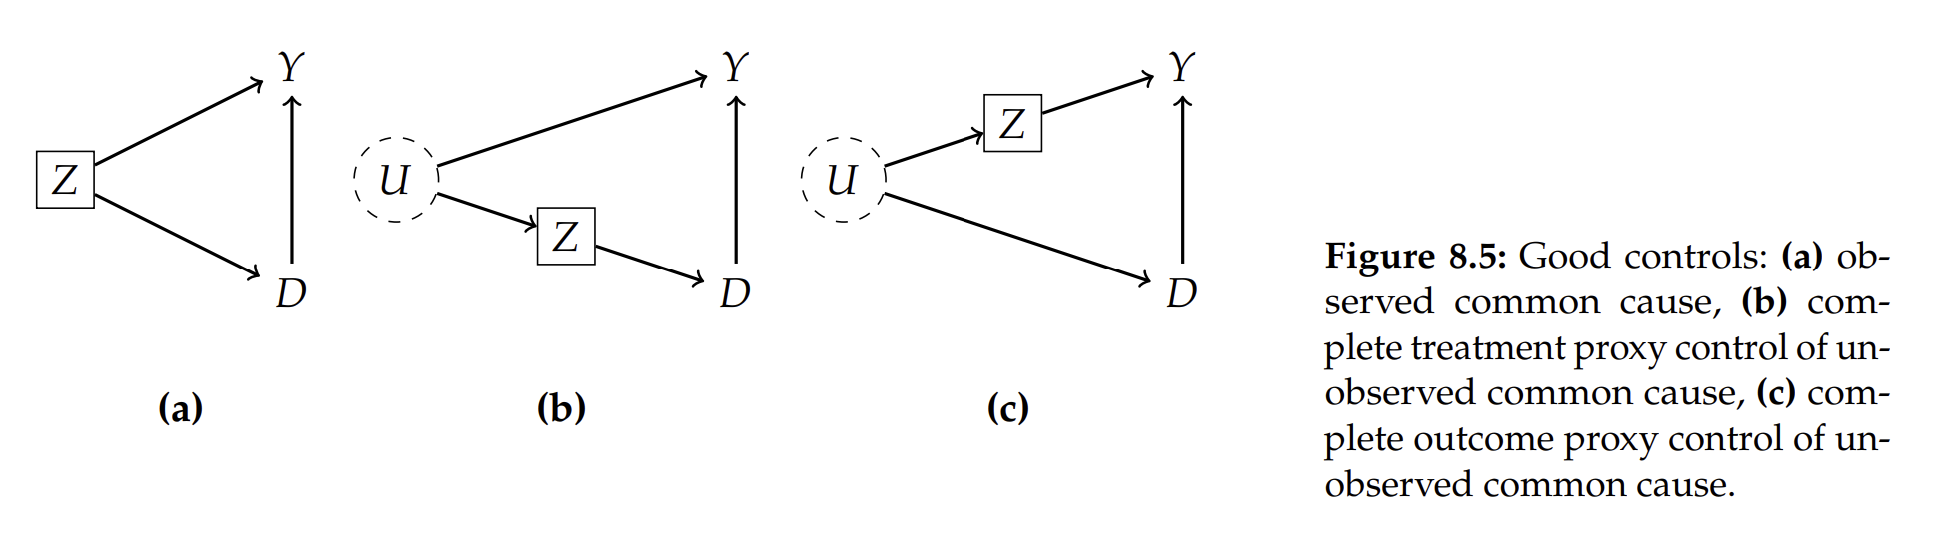 Y
Z
D
(a)
Y
U
Z
D
(b)
Y
Z
U
D
(c)
Figure 8.5: Good controls: (a) ob-
served common cause, (b) com-
plete treatment proxy control of un-
observed common cause, (c) com-
plete outcome proxy control of un-
observed common cause.